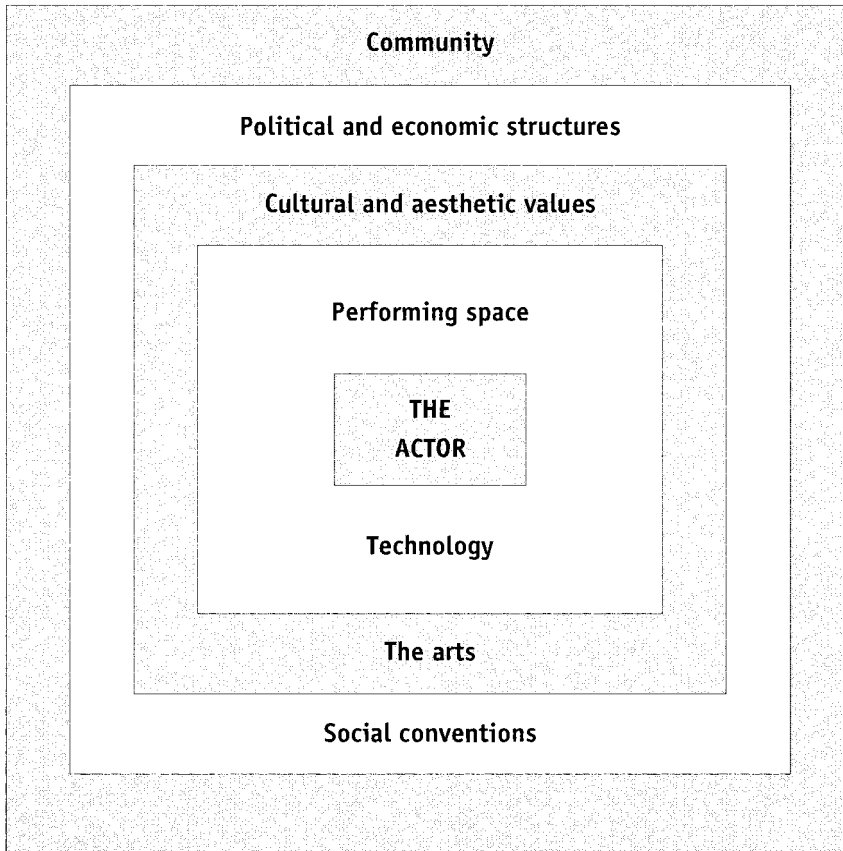 Community
Political and economic structures
Cultural and aesthetic values
Performing space
THE
ACTOR
Technology
The arts
Social conventions